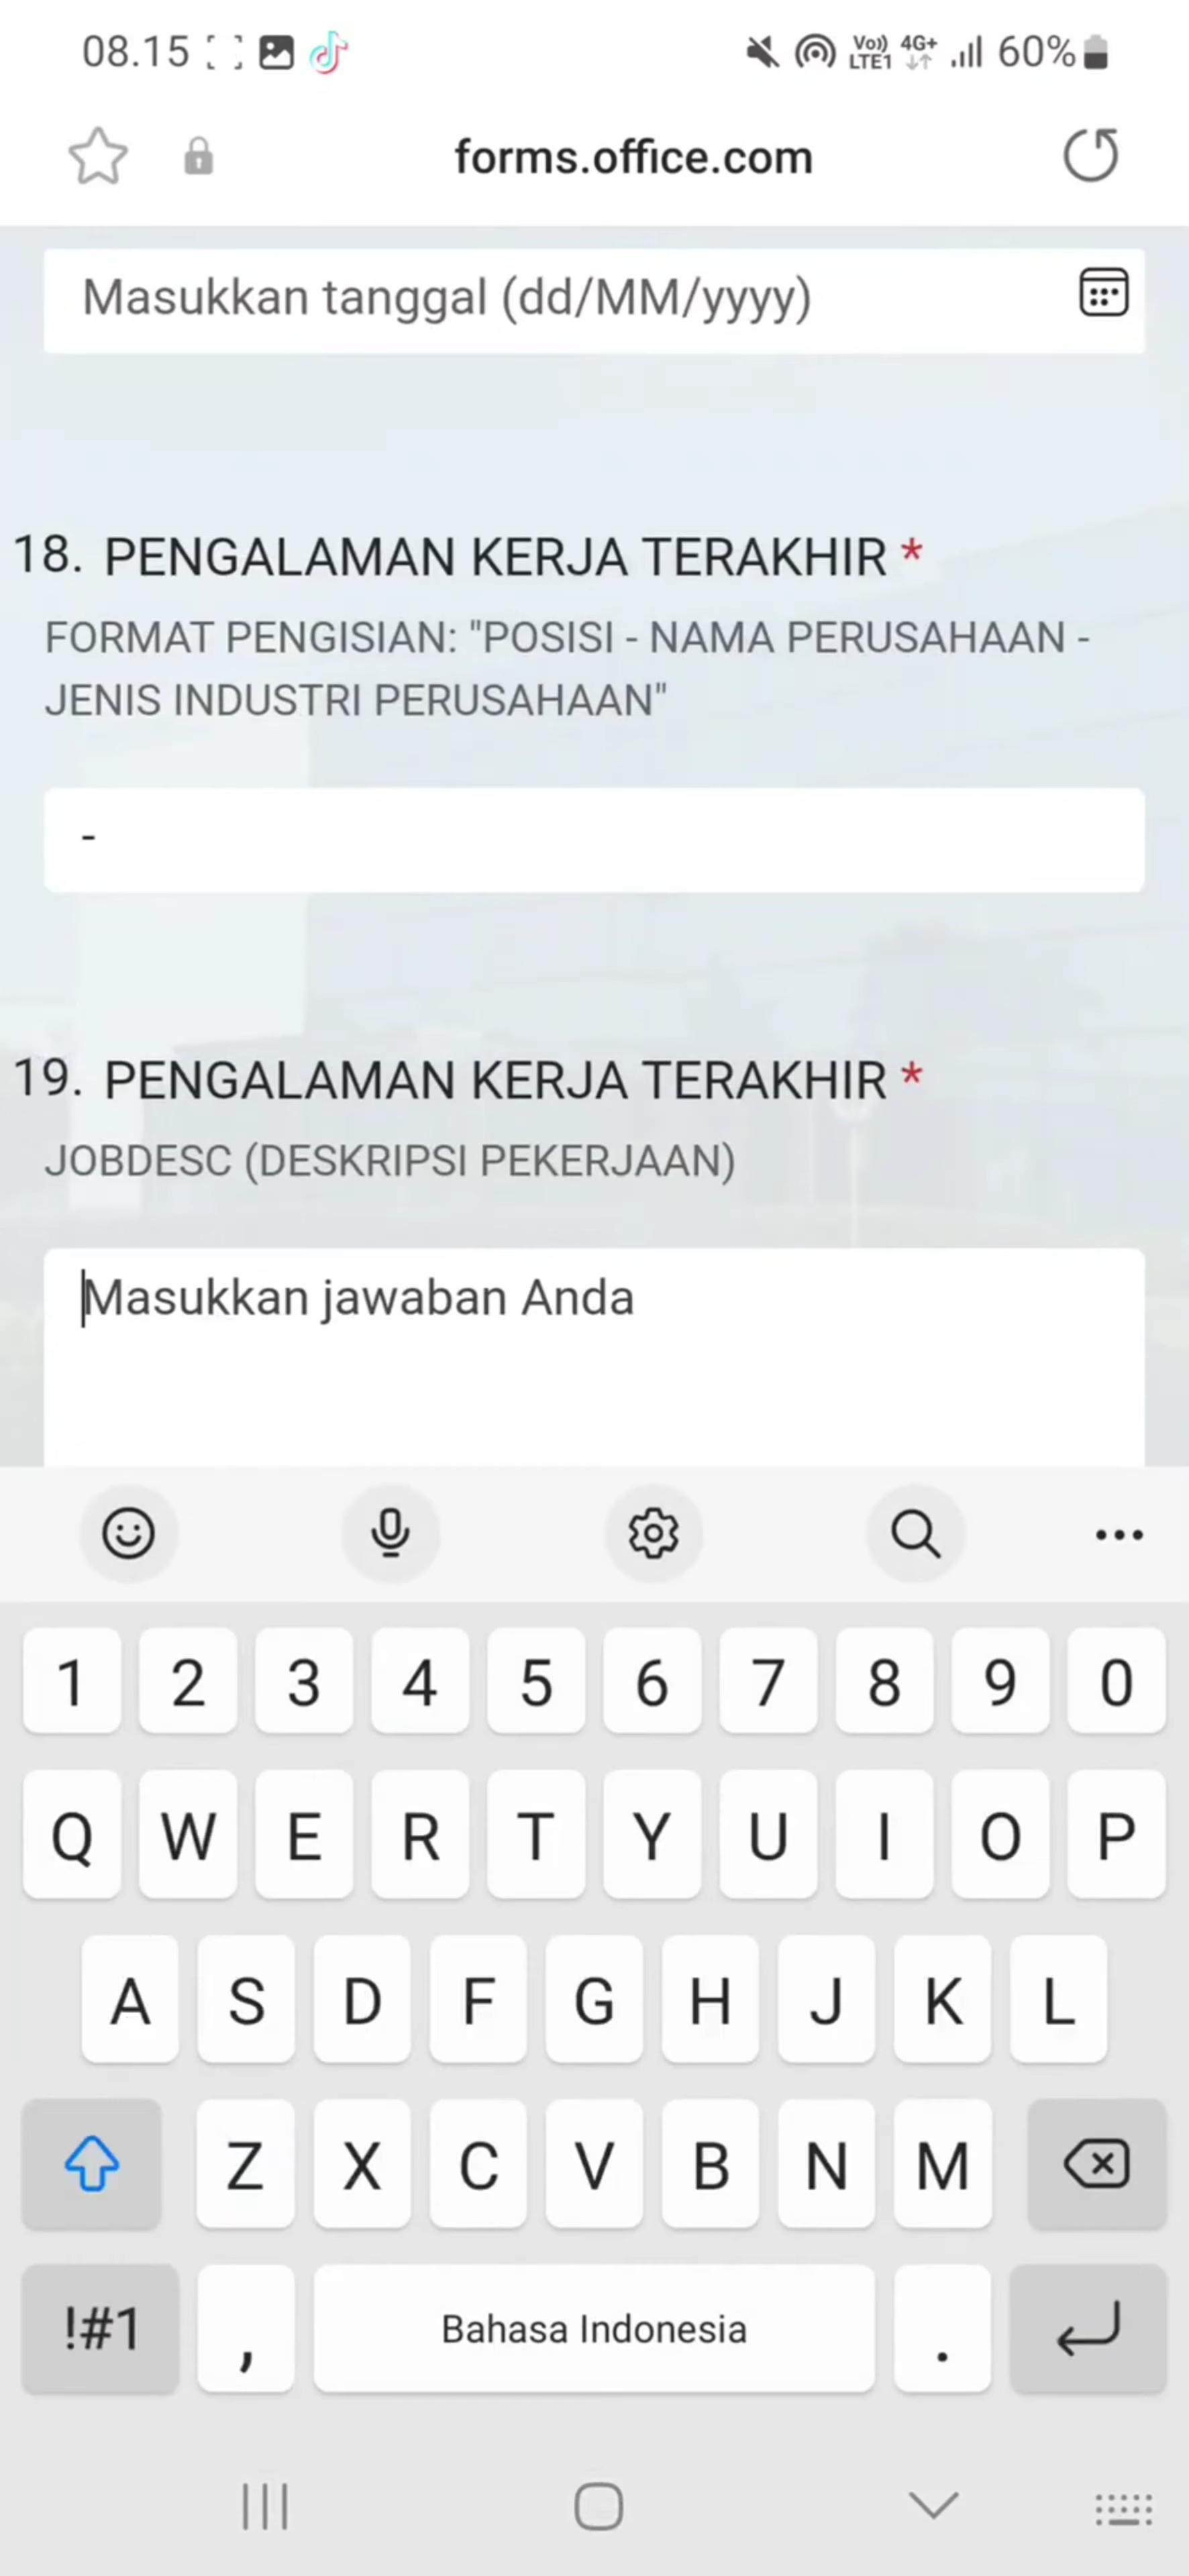 08.15 Vo)) LTE1 4G+ 60%
forms.office.com
Masukkan tanggal (dd/MM/yyyy)
18. PENGALAMAN KERJA TERAKHIR *
FORMAT PENGISIAN: "POSISI - NAMA PERUSAHAAN -
JENIS INDUSTRI PERUSAHAAN"
-
19. PENGALAMAN KERJA TERAKHIR *
JOBDESC (DESKRIPSI PEKERJAAN)
Masukkan jawaban Anda
1 2 3 4 5 6 7 8 9 0
Q W E R T Y U I O P
A S D F G H J K L
Z X C V B N M
!#1 , Bahasa Indonesia .